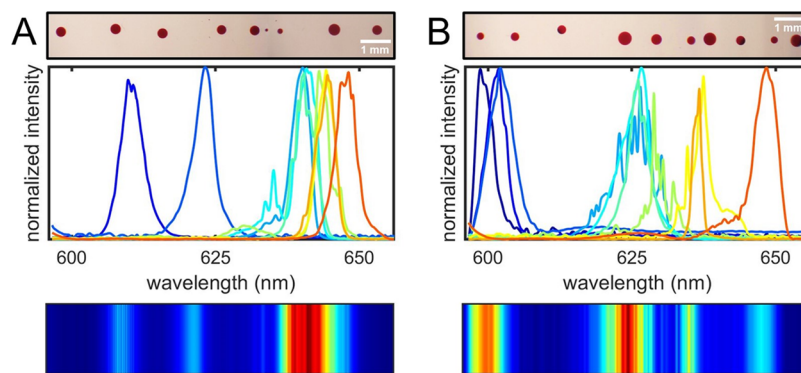 A
1 mm
normalized intensity
600 625 650
wavelength (nm)
B
1 mm
normalized intensity
600 625 650
wavelength (nm)